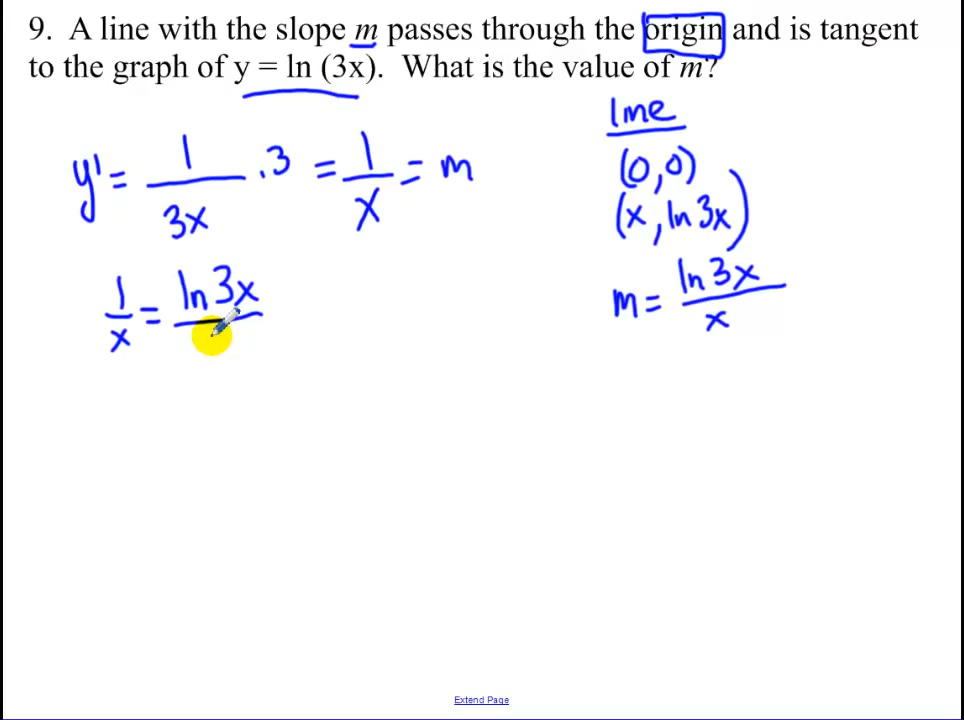 9. A line with the slope m passes through the origin and is tangent
to the graph of y = ln (3x). What is the value of m?
line
(0,0)
(x, ln 3x)
y' = 1/3x · 3 = 1/x = m
m = ln 3x / x
1/x = ln 3x /
Extend Page